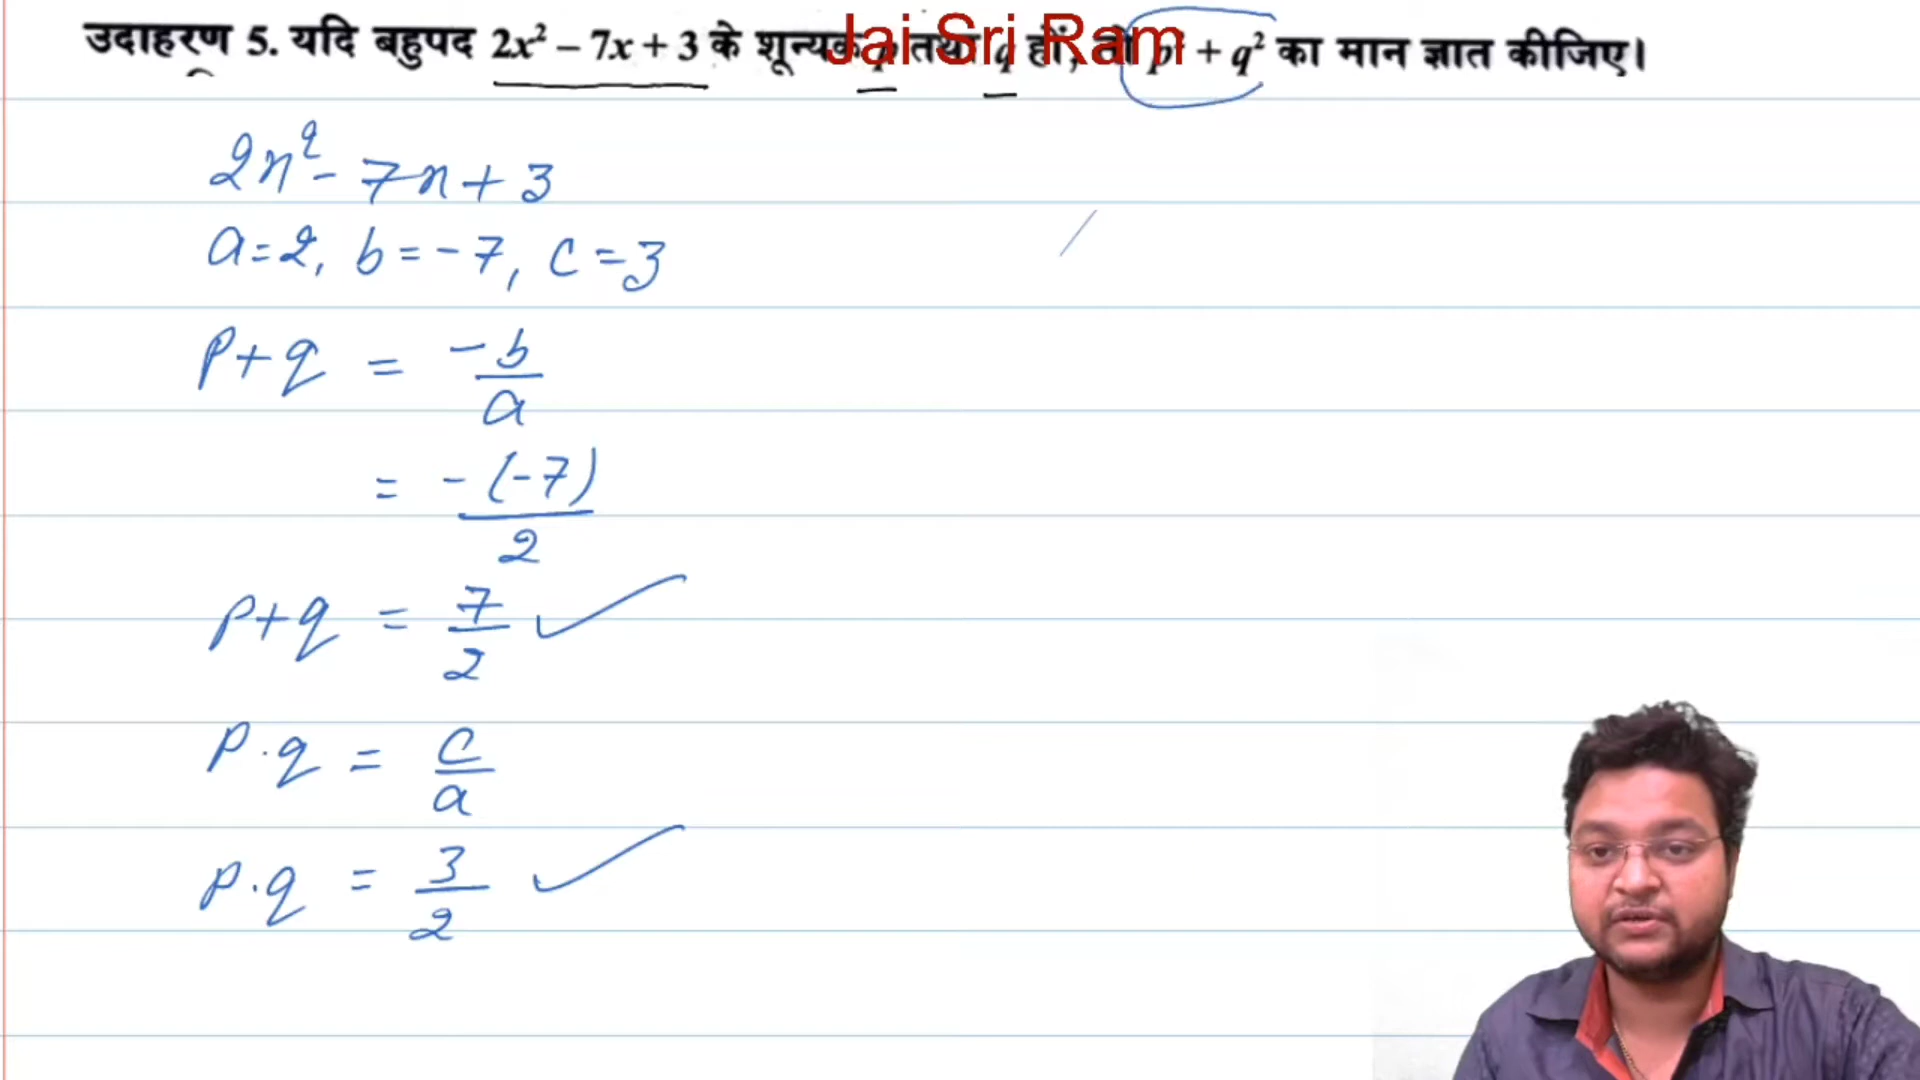 उदाहरण 5. यदि बहुपद 2x² – 7x + 3 के शून्यक p तथा q हों, तो p² + q² का मान ज्ञात कीजिए।
Jai Sri Ram
2x² - 7x + 3
a = 2, b = -7, c = 3
p + q = -b/a
= -(-7)/2
p + q = 7/2 ✓
p · q = c/a
p · q = 3/2 ✓